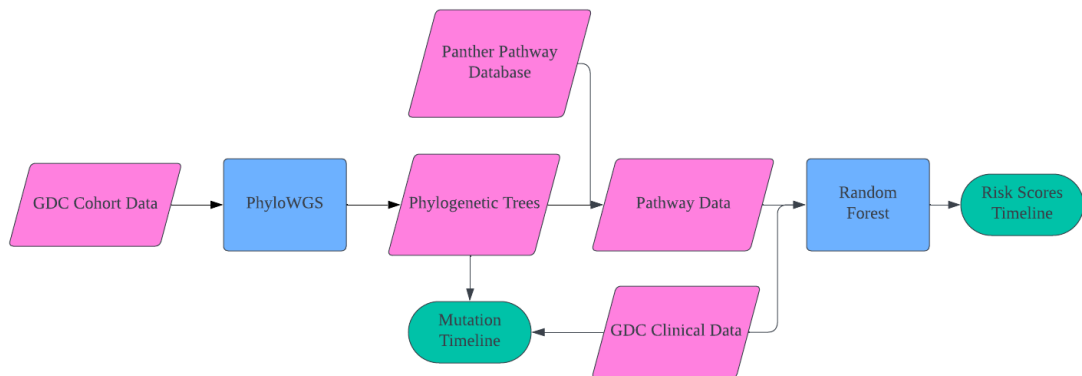 Panther Pathway
Database
GDC Cohort Data
PhyloWGS
Phylogenetic Trees
Pathway Data
Random
Forest
Risk Scores
Timeline
Mutation
Timeline
GDC Clinical Data